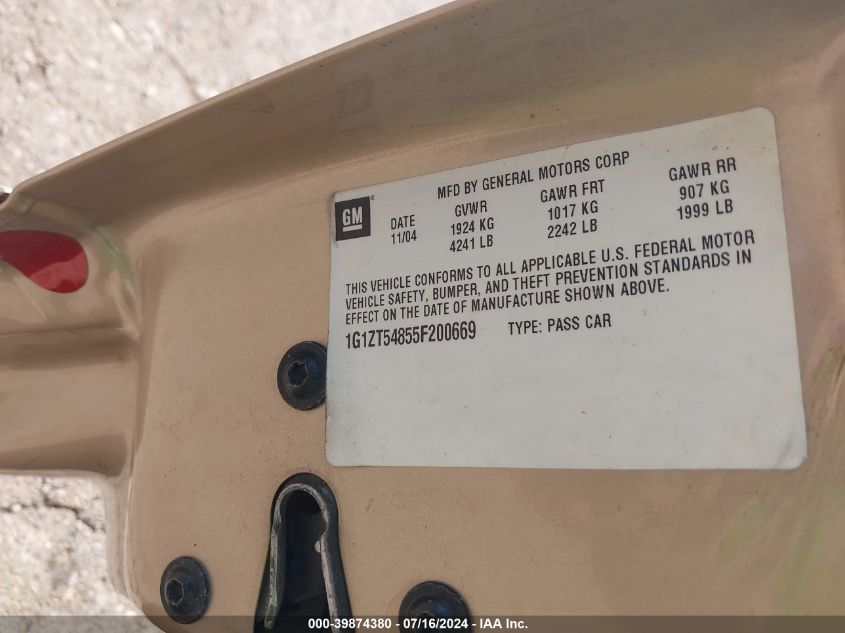 MFD BY GENERAL MOTORS CORP
GM
DATE GVWR GAWR FRT GAWR RR
11/04 1924 KG 1017 KG 907 KG
4241 LB 2242 LB 1999 LB
THIS VEHICLE CONFORMS TO ALL APPLICABLE U.S. FEDERAL MOTOR
VEHICLE SAFETY, BUMPER, AND THEFT PREVENTION STANDARDS IN
EFFECT ON THE DATE OF MANUFACTURE SHOWN ABOVE.
1G1ZT54855F200669 TYPE: PASS CAR
000-39874380 - 07/16/2024 - IAA Inc.